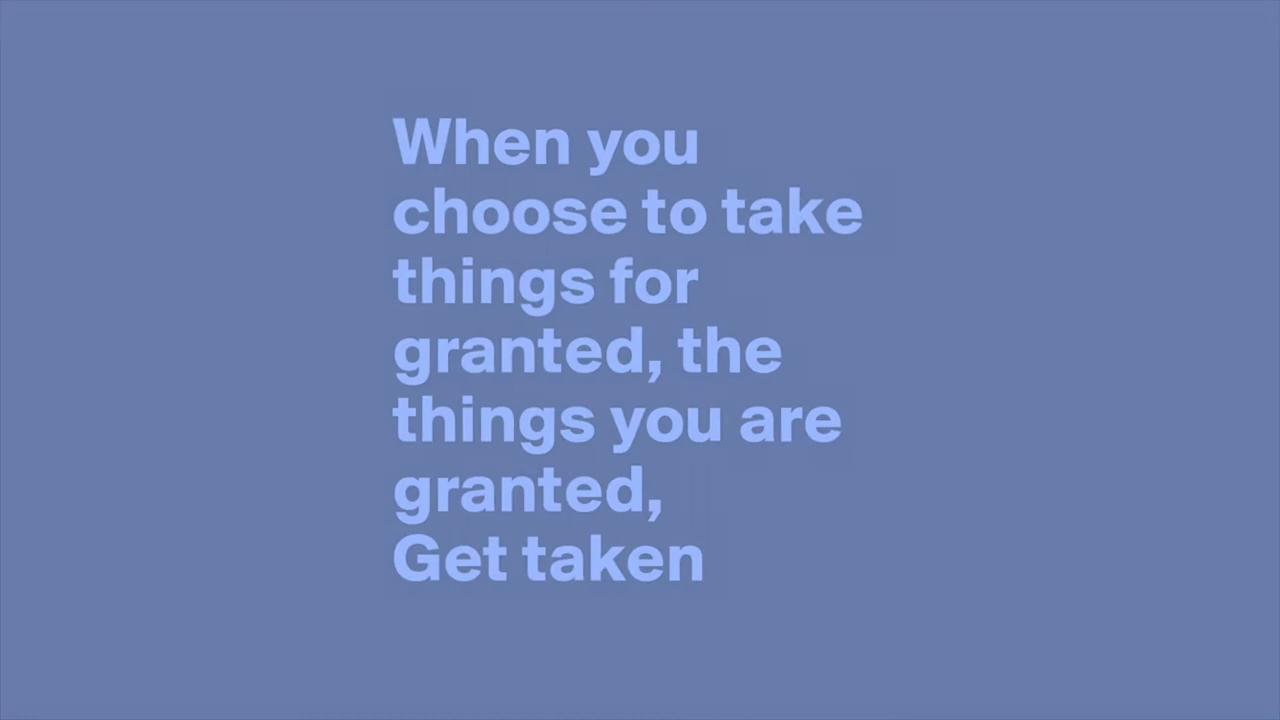 When you
choose to take
things for
granted, the
things you are
granted,
Get taken